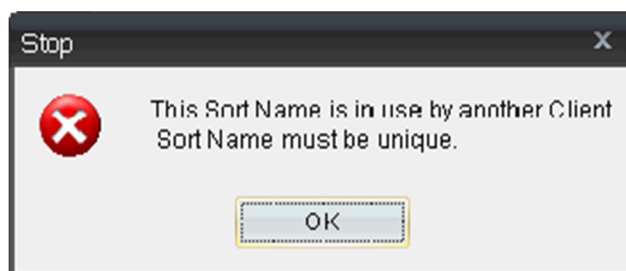 Stop
X
This Sort Name is in use by another Client
Sort Name must be unique.
OK